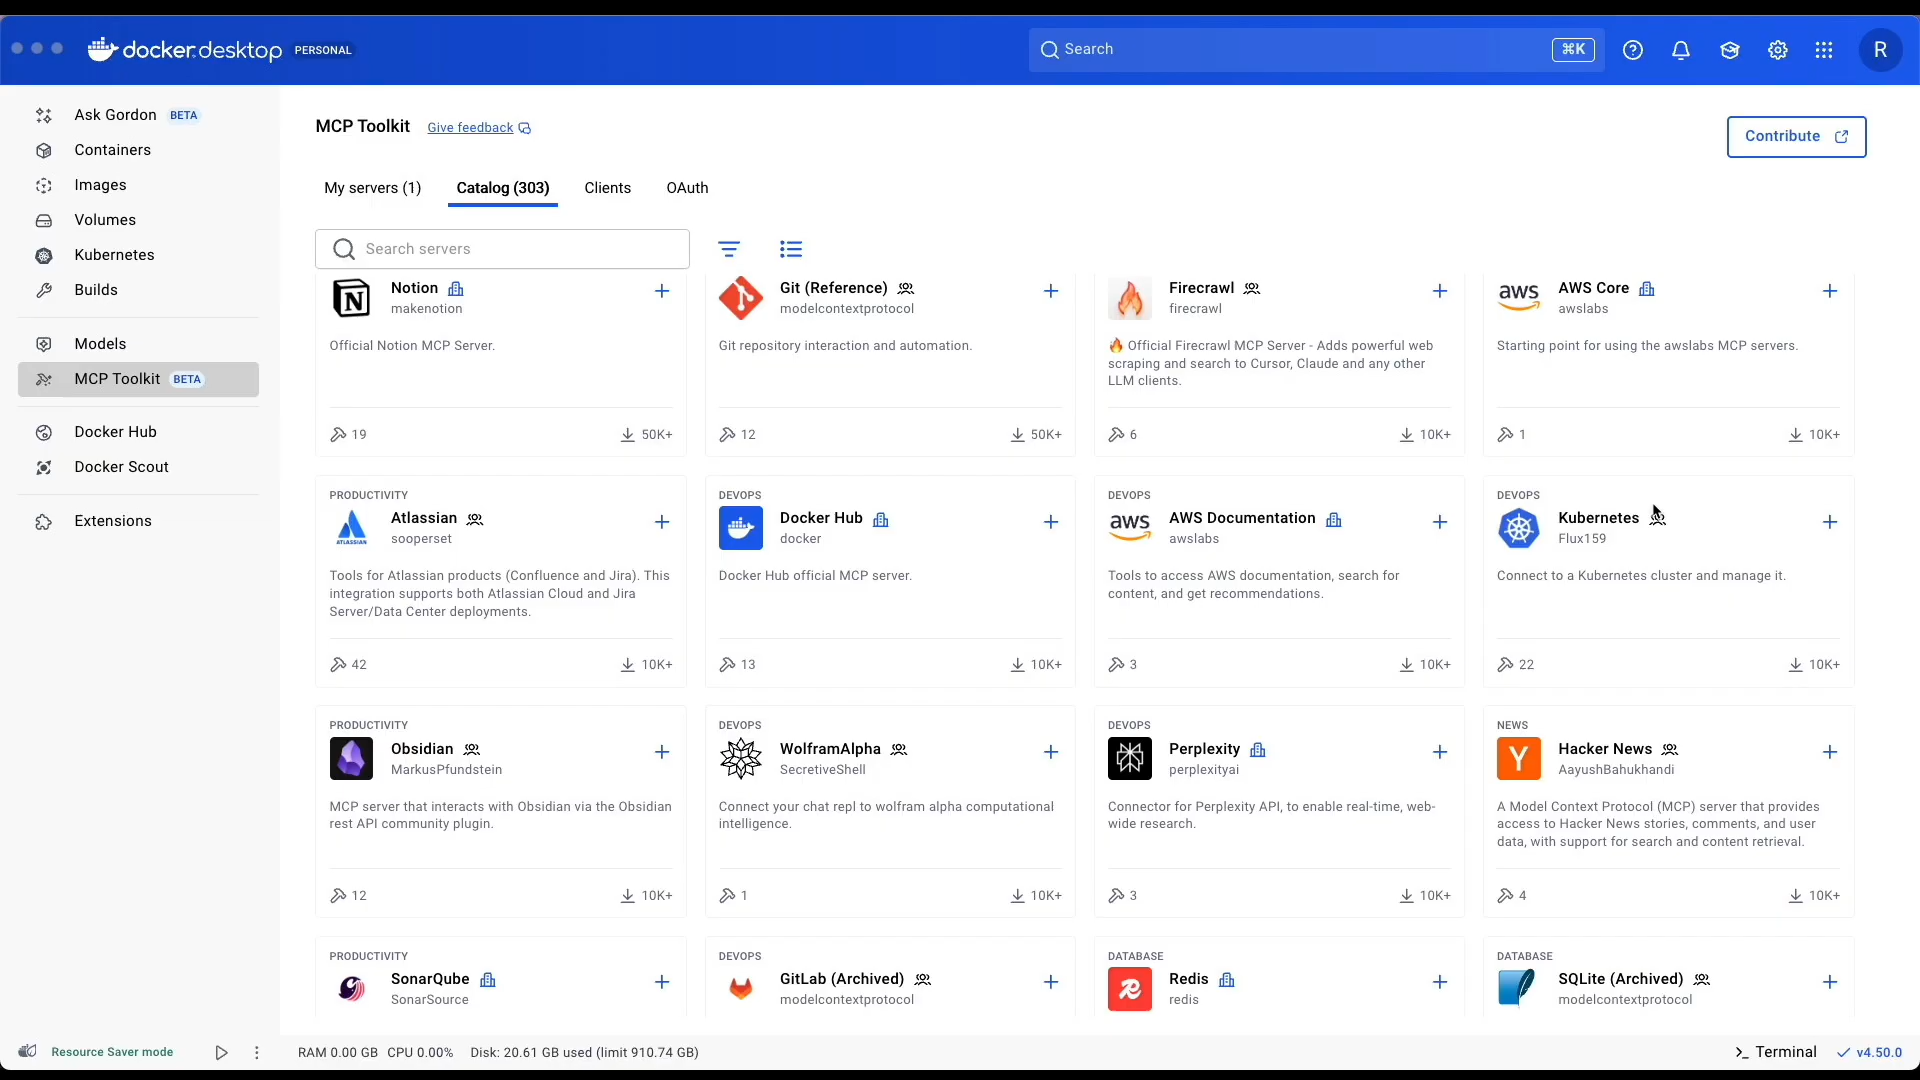 docker.desktop PERSONAL
Search
⌘K
R
Ask Gordon BETA
Containers
Images
Volumes
Kubernetes
Builds
Models
MCP Toolkit BETA
Docker Hub
Docker Scout
Extensions
MCP Toolkit Give feedback
Contribute
My servers (1) Catalog (303) Clients OAuth
Search servers
Notion
makenotion
Official Notion MCP Server.
19 50K+
Git (Reference)
modelcontextprotocol
Git repository interaction and automation.
12 50K+
Firecrawl
firecrawl
🔥 Official Firecrawl MCP Server - Adds powerful web
scraping and search to Cursor, Claude and any other
LLM clients.
6 10K+
aws
AWS Core
awslabs
Starting point for using the awslabs MCP servers.
1 10K+
PRODUCTIVITY
ATLASSIAN
Atlassian
sooperset
Tools for Atlassian products (Confluence and Jira). This
integration supports both Atlassian Cloud and Jira
Server/Data Center deployments.
42 10K+
DEVOPS
Docker Hub
docker
Docker Hub official MCP server.
13 10K+
DEVOPS
aws
AWS Documentation
awslabs
Tools to access AWS documentation, search for
content, and get recommendations.
3 10K+
DEVOPS
Kubernetes
Flux159
Connect to a Kubernetes cluster and manage it.
22 10K+
PRODUCTIVITY
Obsidian
MarkusPfundstein
MCP server that interacts with Obsidian via the Obsidian
rest API community plugin.
12 10K+
DEVOPS
WolframAlpha
SecretiveShell
Connect your chat repl to wolfram alpha computational
intelligence.
1 10K+
DEVOPS
Perplexity
perplexityai
Connector for Perplexity API, to enable real-time, web-
wide research.
3 10K+
NEWS
Y
Hacker News
AayushBahukhandi
A Model Context Protocol (MCP) server that provides
access to Hacker News stories, comments, and user
data, with support for search and content retrieval.
4 10K+
PRODUCTIVITY
SonarQube
SonarSource
DEVOPS
GitLab (Archived)
modelcontextprotocol
DATABASE
Redis
redis
DATABASE
SQLite (Archived)
modelcontextprotocol
Resource Saver mode
RAM 0.00 GB CPU 0.00% Disk: 20.61 GB used (limit 910.74 GB)
>_ Terminal
v4.50.0